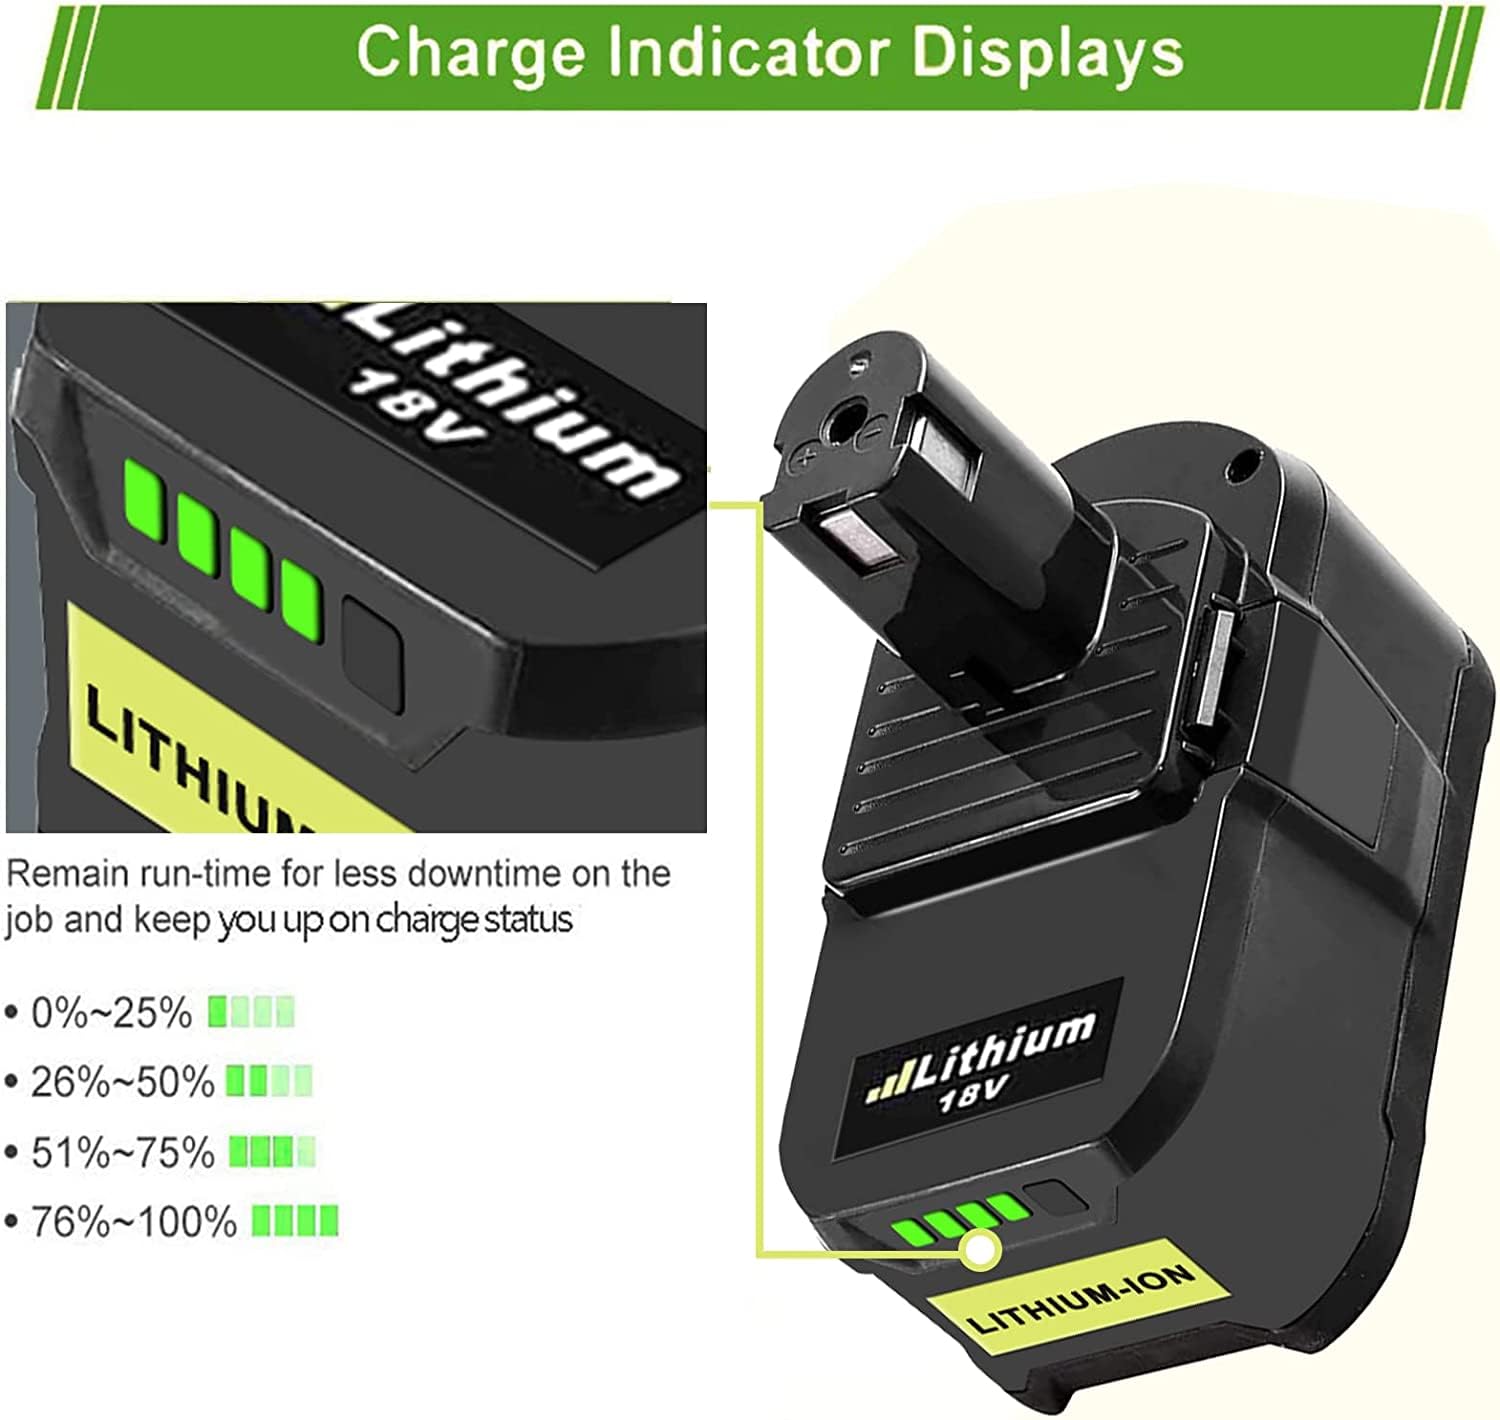 Charge Indicator Displays
Lithium
18V
LITHIUM-
Remain run-time for less downtime on the
job and keep you up on charge status
• 0%~25%
• 26%~50%
• 51%~75%
• 76%~100%
+ -
Lithium
18V
LITHIUM-ION